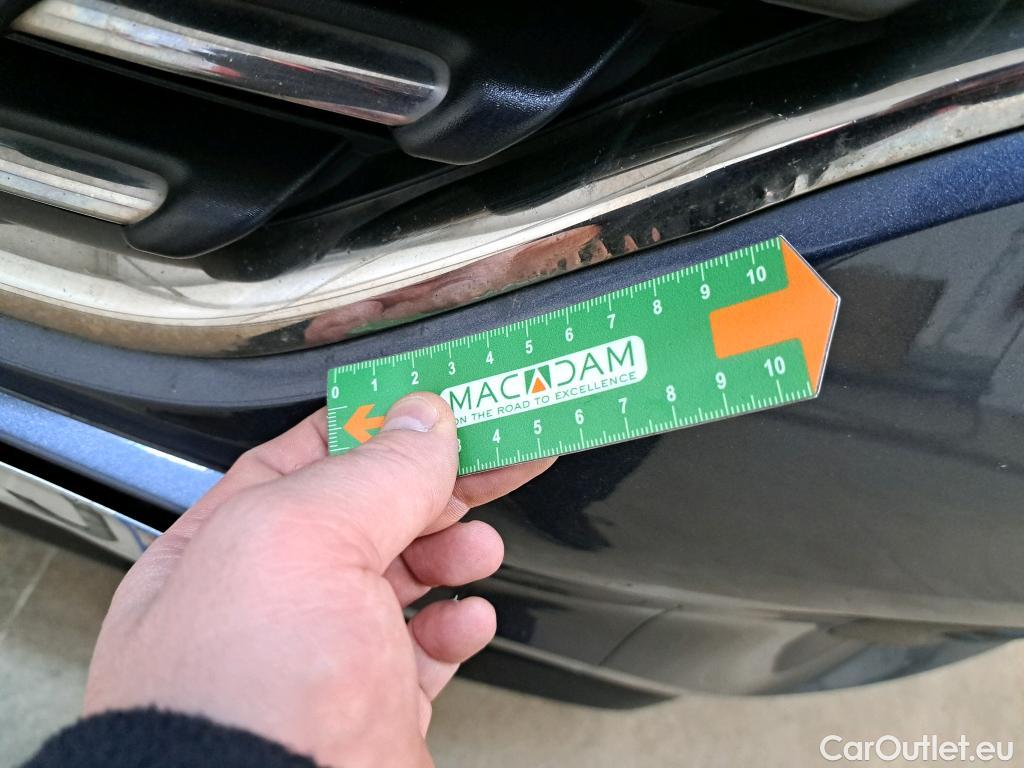 0 1 2 3 4 5 6 7 8 9 10
MACADAM
ON THE ROAD TO EXCELLENCE
3 4 5 6 7 8 9 10
CarOutlet.eu